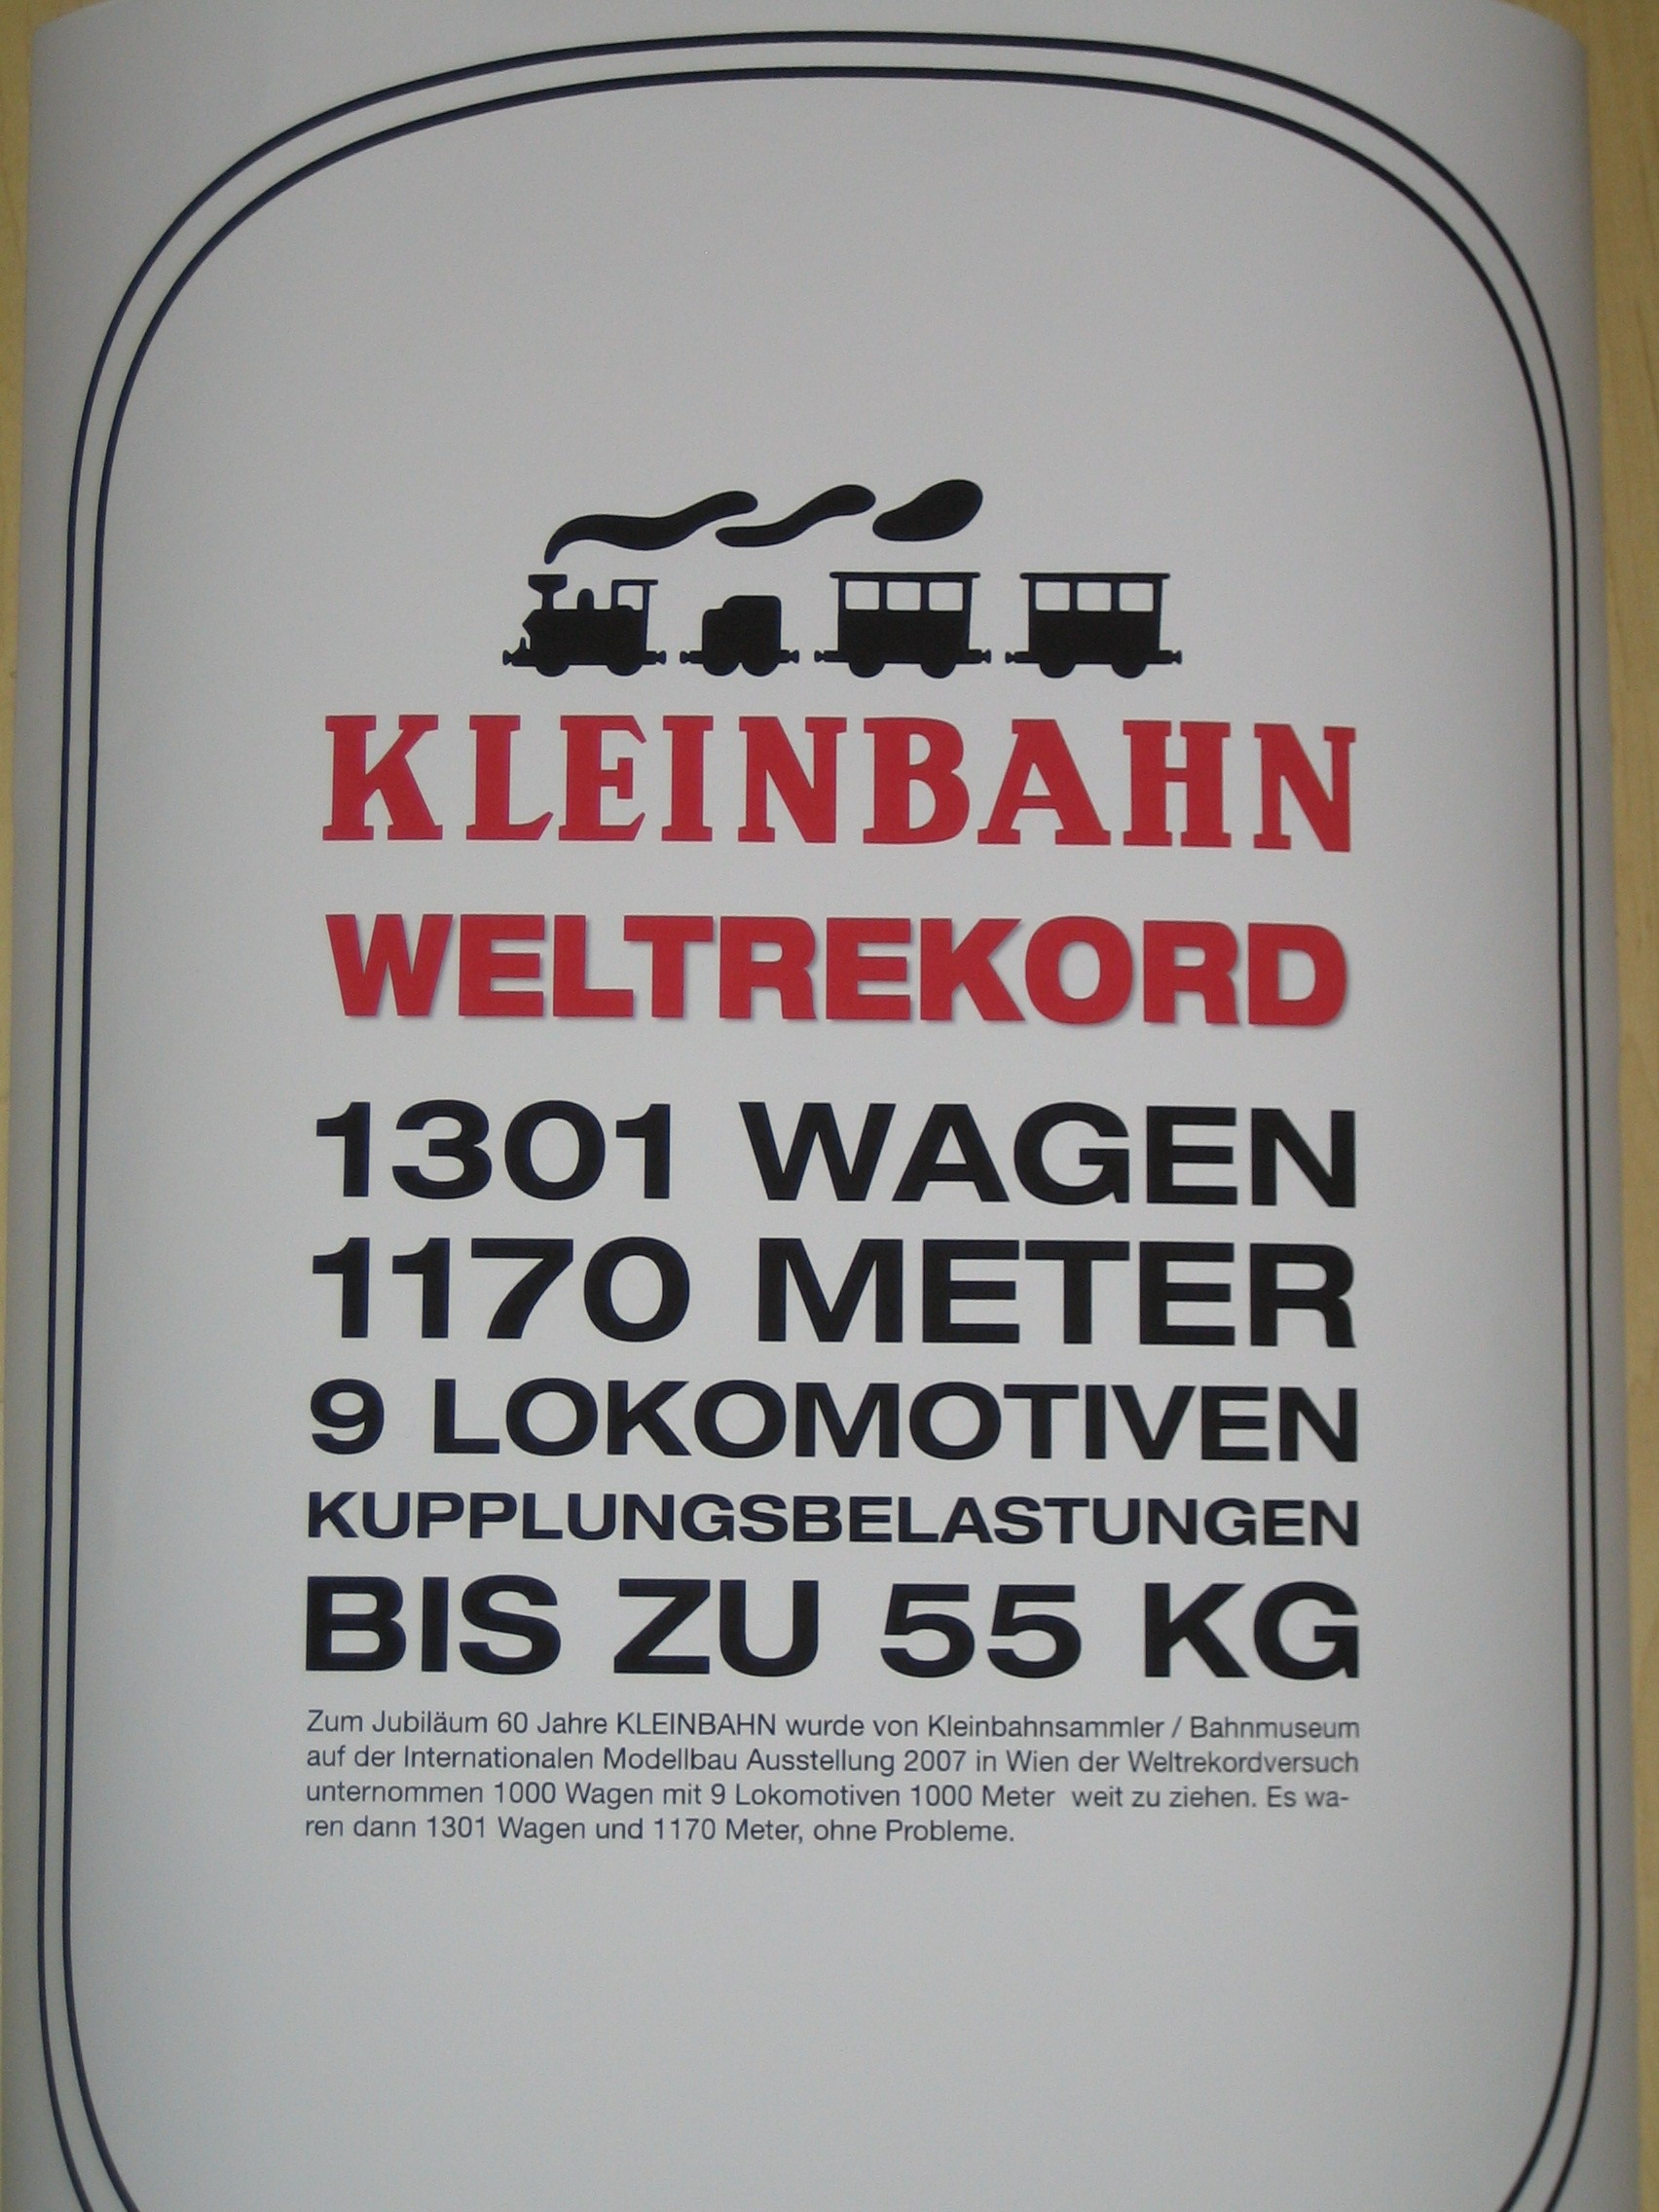 KLEINBAHN
WELTREKORD
1301 WAGEN
1170 METER
9 LOKOMOTIVEN
KUPPLUNGSBELASTUNGEN
BIS ZU 55 KG
Zum Jubiläum 60 Jahre KLEINBAHN wurde von Kleinbahnsammler / Bahnmuseum
auf der Internationalen Modellbau Ausstellung 2007 in Wien der Weltrekordversuch
unternommen 1000 Wagen mit 9 Lokomotiven 1000 Meter  weit zu ziehen. Es wa-
ren dann 1301 Wagen und 1170 Meter, ohne Probleme.